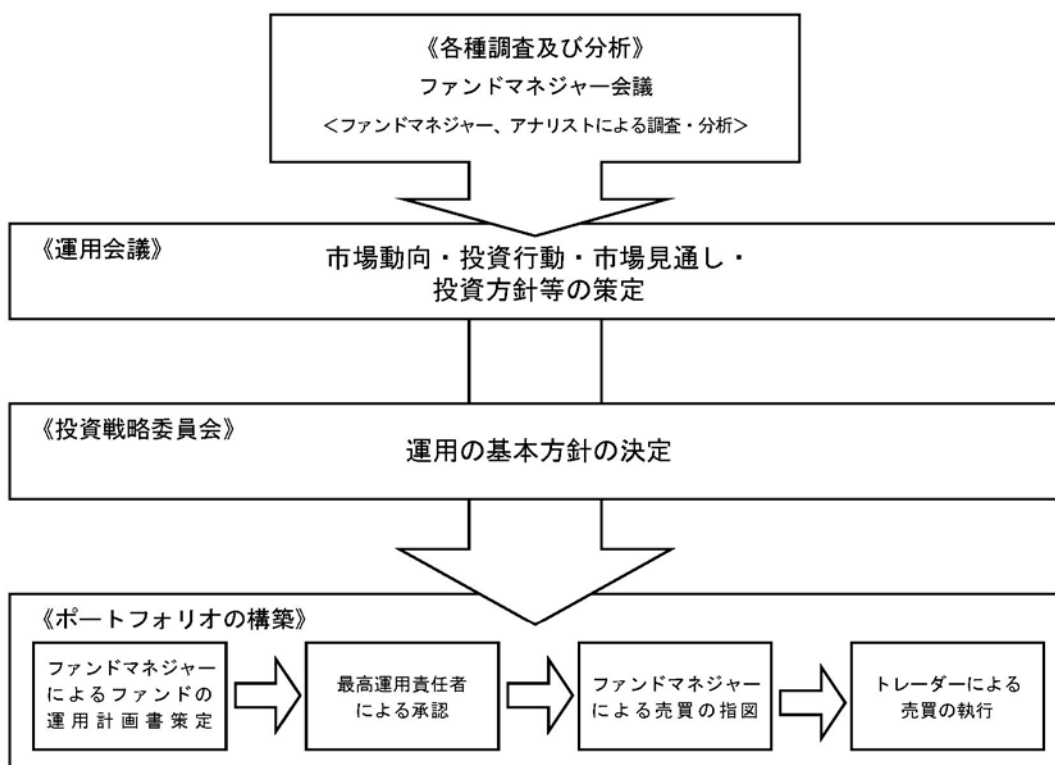 《各種調査及び分析》
ファンドマネジャー会議
＜ファンドマネジャー、アナリストによる調査・分析＞
《運用会議》
市場動向・投資行動・市場見通し・
投資方針等の策定
《投資戦略委員会》
運用の基本方針の決定
《ポートフォリオの構築》
ファンドマネジャー
によるファンドの
運用計画書策定
最高運用責任者
による承認
ファンドマネジャー
による売買の指図
トレーダーによる
売買の執行